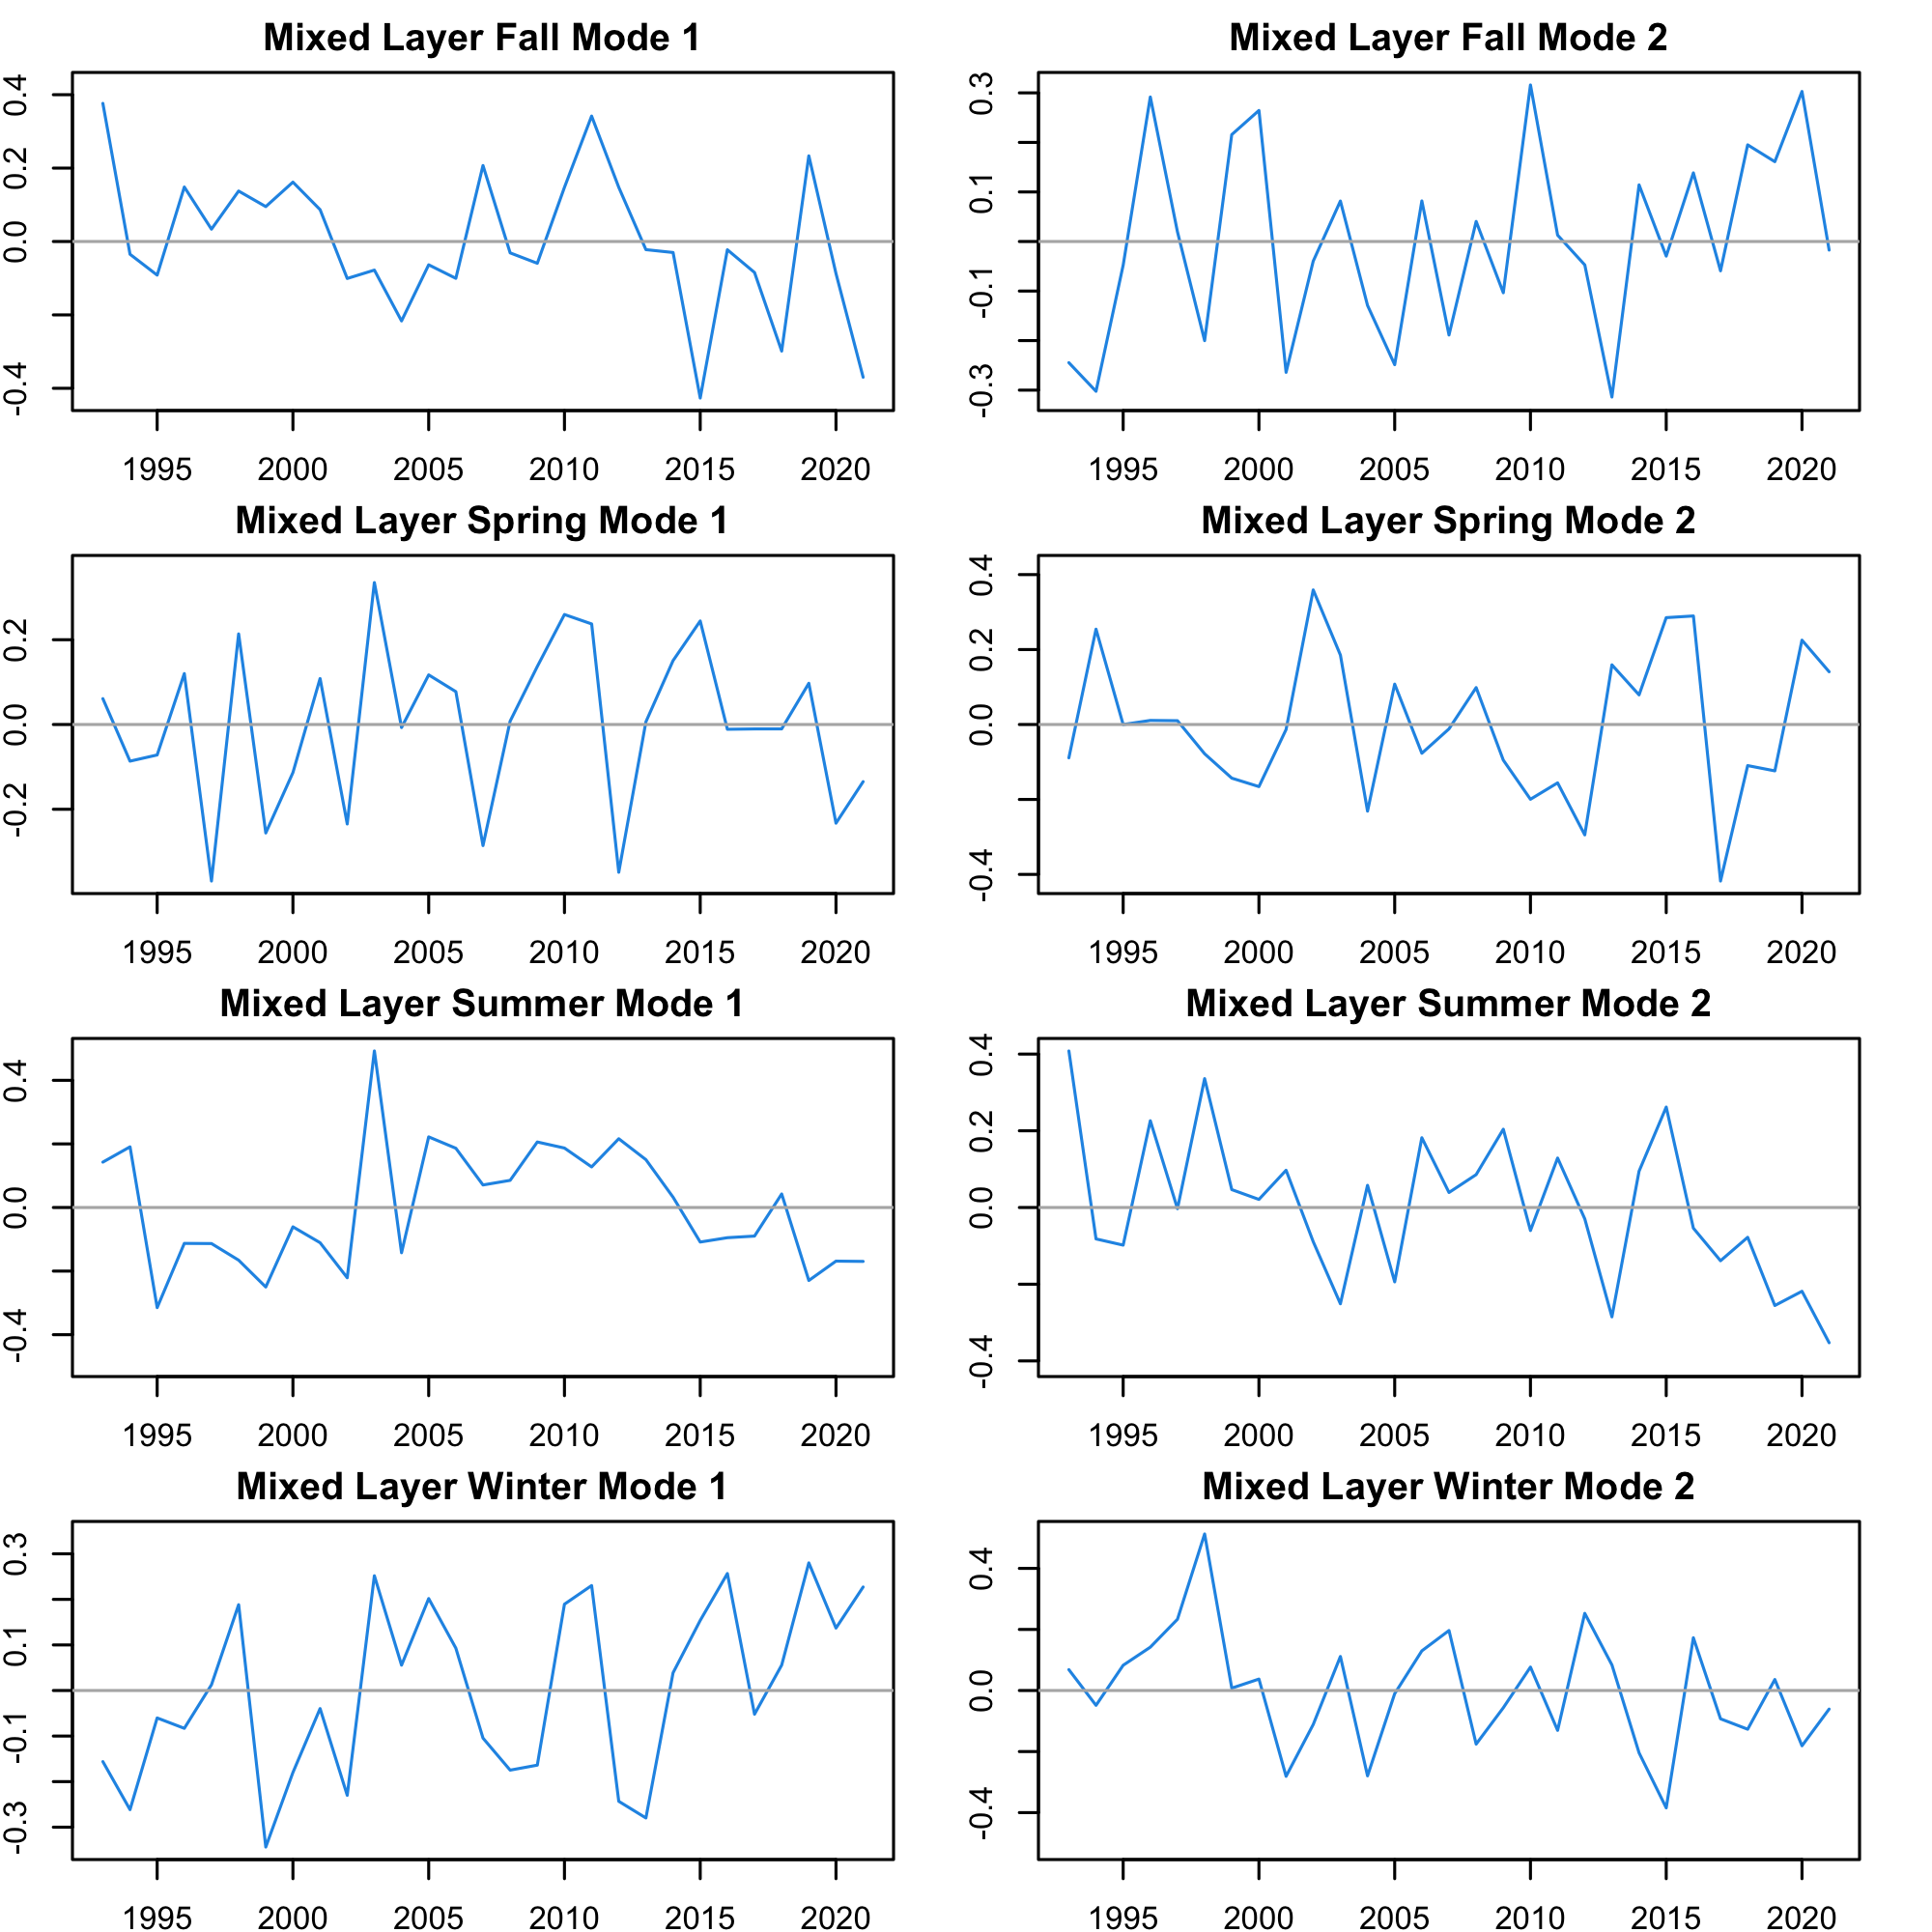 Mixed Layer Fall Mode 1
0.4
0.2
0.0
-0.4
1995 2000 2005 2010 2015 2020
Mixed Layer Fall Mode 2
0.3
0.1
-0.1
-0.3
1995 2000 2005 2010 2015 2020
Mixed Layer Spring Mode 1
0.2
0.0
-0.2
1995 2000 2005 2010 2015 2020
Mixed Layer Spring Mode 2
0.4
0.2
0.0
-0.4
1995 2000 2005 2010 2015 2020
Mixed Layer Summer Mode 1
0.4
0.0
-0.4
1995 2000 2005 2010 2015 2020
Mixed Layer Summer Mode 2
0.4
0.2
0.0
-0.4
1995 2000 2005 2010 2015 2020
Mixed Layer Winter Mode 1
0.3
0.1
-0.1
-0.3
1995 2000 2005 2010 2015 2020
Mixed Layer Winter Mode 2
0.4
0.0
-0.4
1995 2000 2005 2010 2015 2020